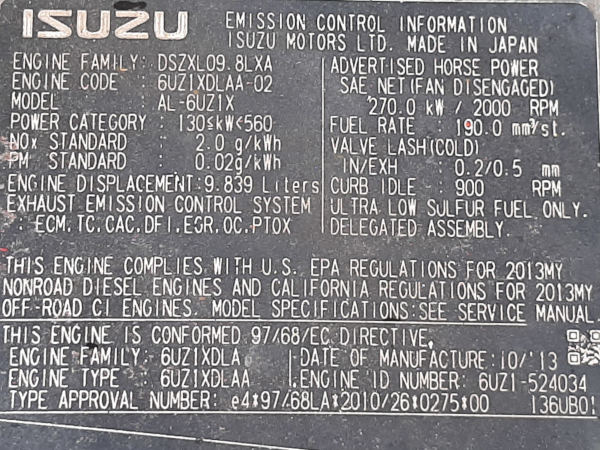 ISUZU
EMISSION CONTROL INFORMATION
ISUZU MOTORS LTD. MADE IN JAPAN
ENGINE FAMILY: DSZXL09.8LXA
ENGINE CODE : 6UZ1XDLAA-02
MODEL : AL-6UZ1X
POWER CATEGORY : 130≤kW<560
NOx STANDARD : 2.0 g/kWh
PM STANDARD : 0.02g/kWh
ENGINE DISPLACEMENT: 9.839 Liters
EXHAUST EMISSION CONTROL SYSTEM
: ECM,TC,CAC,DFI,EGR,OC,PTOX
ADVERTISED HORSE POWER
SAE NET(FAN DISENGAGED)
270.0 kW / 2000 RPM
FUEL RATE : 190.0 mm³/st.
VALVE LASH(COLD)
IN/EXH : 0.2/0.5 mm
CURB IDLE : 900 RPM
ULTRA LOW SULFUR FUEL ONLY.
DELEGATED ASSEMBLY.
THIS ENGINE COMPLIES WITH U.S. EPA REGULATIONS FOR 2013MY
NONROAD DIESEL ENGINES AND CALIFORNIA REGULATIONS FOR 2013MY
OFF-ROAD CI ENGINES. MODEL SPECIFICATIONS:SEE SERVICE MANUAL.
THIS ENGINE IS CONFORMED 97/68/EC DIRECTIVE.
ENGINE FAMILY : 6UZ1XDLA
ENGINE TYPE : 6UZ1XDLAA
DATE OF MANUFACTURE: 10/'13
ENGINE ID NUMBER: 6UZ1-524034
TYPE APPROVAL NUMBER: e4*97/68LA*2010/26*0275*00 136UB01